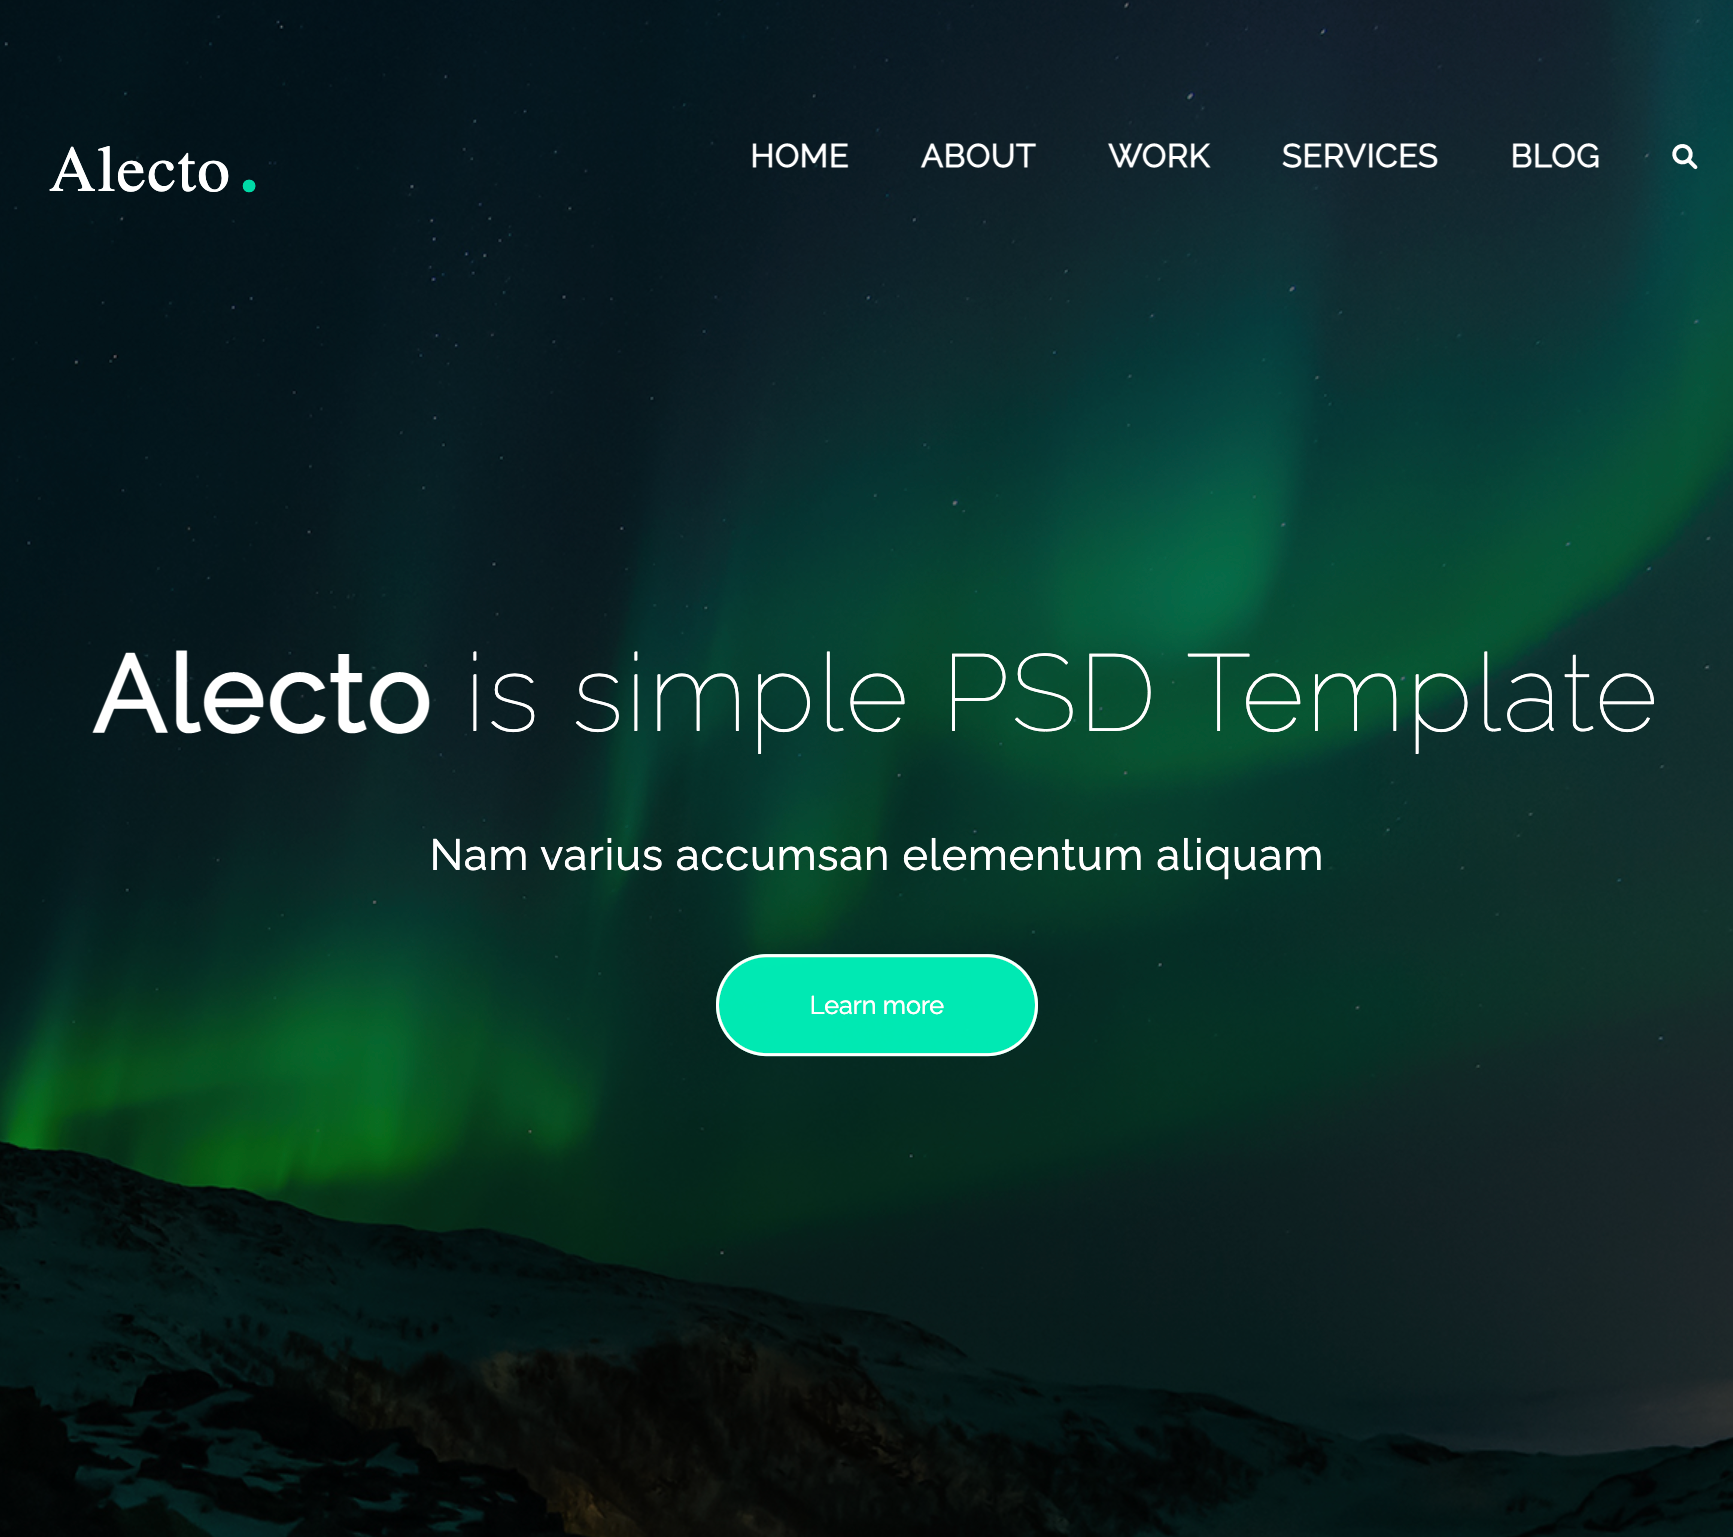 Alecto.
HOME ABOUT WORK SERVICES BLOG
Alecto is simple PSD Template
Nam varius accumsan elementum aliquam
Learn more